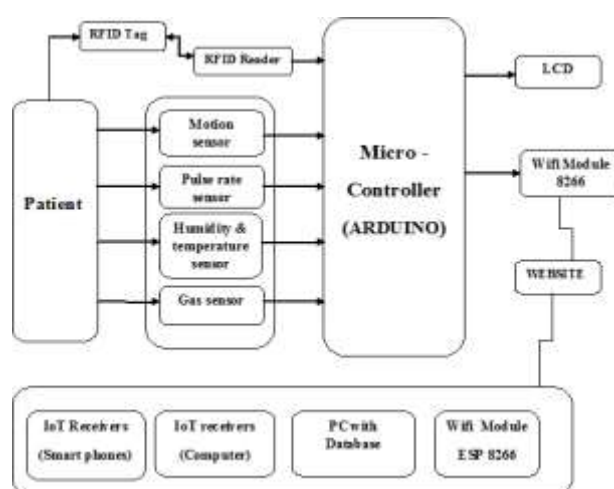 RFID Tag
RFID Reader
LCD
Motion
sensor
Micro -
Controller
(ARDUINO)
Wifi Module
8266
Pulse rate
sensor
Patient
Humidity &
temperature
sensor
WEBSITE
Gas sensor
IoT Receivers
(Smart phones)
IoT receivers
(Computer)
PC with
Database
Wifi Module
ESP 8266